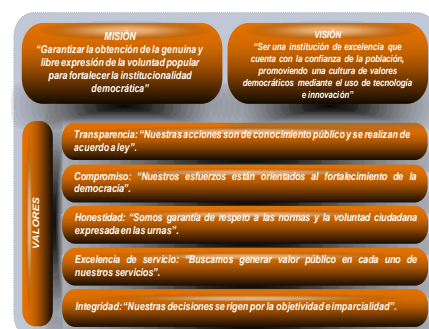 MISIÓN
“Garantizar la obtención de la genuina y
libre expresión de la voluntad popular
para fortalecer la institucionalidad
democrática”
VISIÓN
“Ser una institución de excelencia que
cuenta con la confianza de la población,
promoviendo una cultura de valores
democráticos mediante el uso de tecnología
e innovación”
VALORES
Transparencia: “Nuestras acciones son de conocimiento público y se realizan de
acuerdo a ley”.
Compromiso: “Nuestros esfuerzos están orientados al fortalecimiento de la
democracia”.
Honestidad: “Somos garantía de respeto a las normas y la voluntad ciudadana
expresada en las urnas”.
Excelencia de servicio: “Buscamos generar valor público en cada uno de
nuestros servicios”.
Integridad: “Nuestras decisiones se rigen por la objetividad e imparcialidad”.